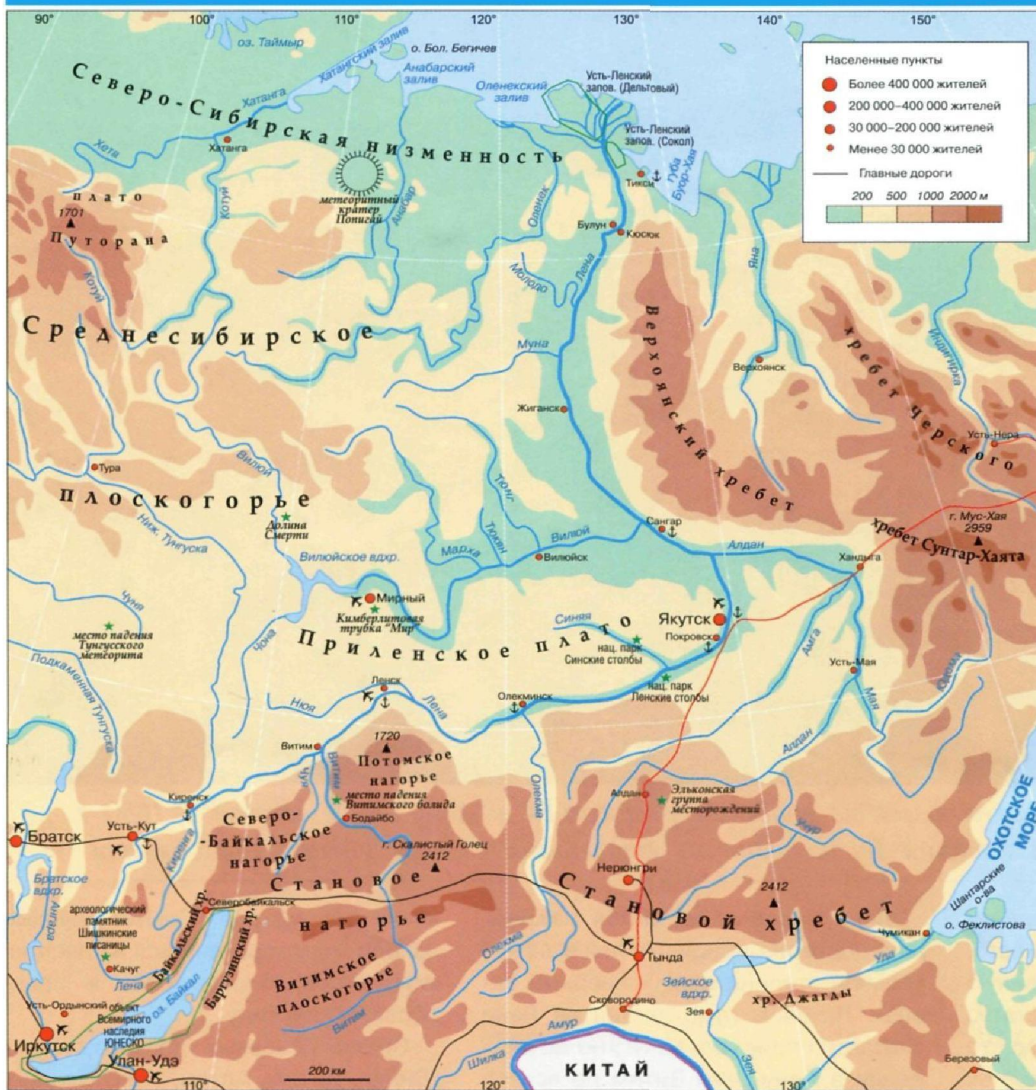 90°
100°
110°
120°
130°
140°
150°
оз. Таймыр
Хатангский залив
о. Бол. Бегичев
Анабарский
залив
Оленекский
залив
Усть-Ленский
запов. (Дельтовый)
Усть-Ленский
запов. (Сокол)
губа
Буор-Хая
Тикси
Населенные пункты
Более 400 000 жителей
200 000–400 000 жителей
30 000–200 000 жителей
Менее 30 000 жителей
Главные дороги
200 500 1000 2000 м
Северо-Сибирская низменность
Хатанга
Хатанга
Хета
Котуй
метеоритный
кратер
Попигай
Анабар
Оленек
плато
1701
Путорана
Котуй
Булун
Кюсюр
Лена
Молодо
Яна
Индигирка
Среднесибирское
Муна
Верхоянский хребет
Верхоянск
хребет Черского
Жиганск
Усть-Нера
Тура
Вилюй
плоскогорье
Тюнг
Долина
Смерти
Тюкян
Марха
Вилюй
Вилюйск
Сангар
Алдан
г. Мус-Хая
2959
хребет Сунтар-Хаята
Хандыга
Ниж. Тунгуска
Вилюйское вдхр.
Чуня
место падения
Тунгусского
метеорита
Подкаменная Тунгуска
Чона
Мирный
Кимберлитовая
трубка "Мир"
Приленское плато
Синяя
нац. парк
Синские столбы
Якутск
Покровск
нац. парк
Ленские столбы
Амга
Усть-Мая
Мая
Алдан
Ленск
Лена
Нюя
Олекминск
Витим
1720
Потомское
нагорье
Витим
Чуя
место падения
Витимского болида
Бодайбо
Олекма
Алдан
Эльконская
группа
месторождений
Учур
Киренск
Киренга
Братск
Усть-Кут
Северо-
-Байкальское
нагорье
г. Скалистый Голец
2412
Становое
нагорье
Нерюнгри
Становой хребет
2412
ОХОТСКОЕ
МОРЕ
Шантарские
о-ва
о. Феклистова
Чумикан
Уда
Братское
вдхр.
Ангара
археологический
памятник
Шишкинские
писаницы
Качуг
Лена
Северобайкальск
Байкальский хр.
Баргузинский хр.
оз. Байкал
Витимское
плоскогорье
Витим
Олекма
Тында
Зейское
вдхр.
Зея
хр. Джагды
Сковородино
Усть-Ордынский
объект
Всемирного
наследия
ЮНЕСКО
Иркутск
Улан-Удэ
Амур
Шилка
КИТАЙ
Зея
Березовый
110°
200 км
120°
130°